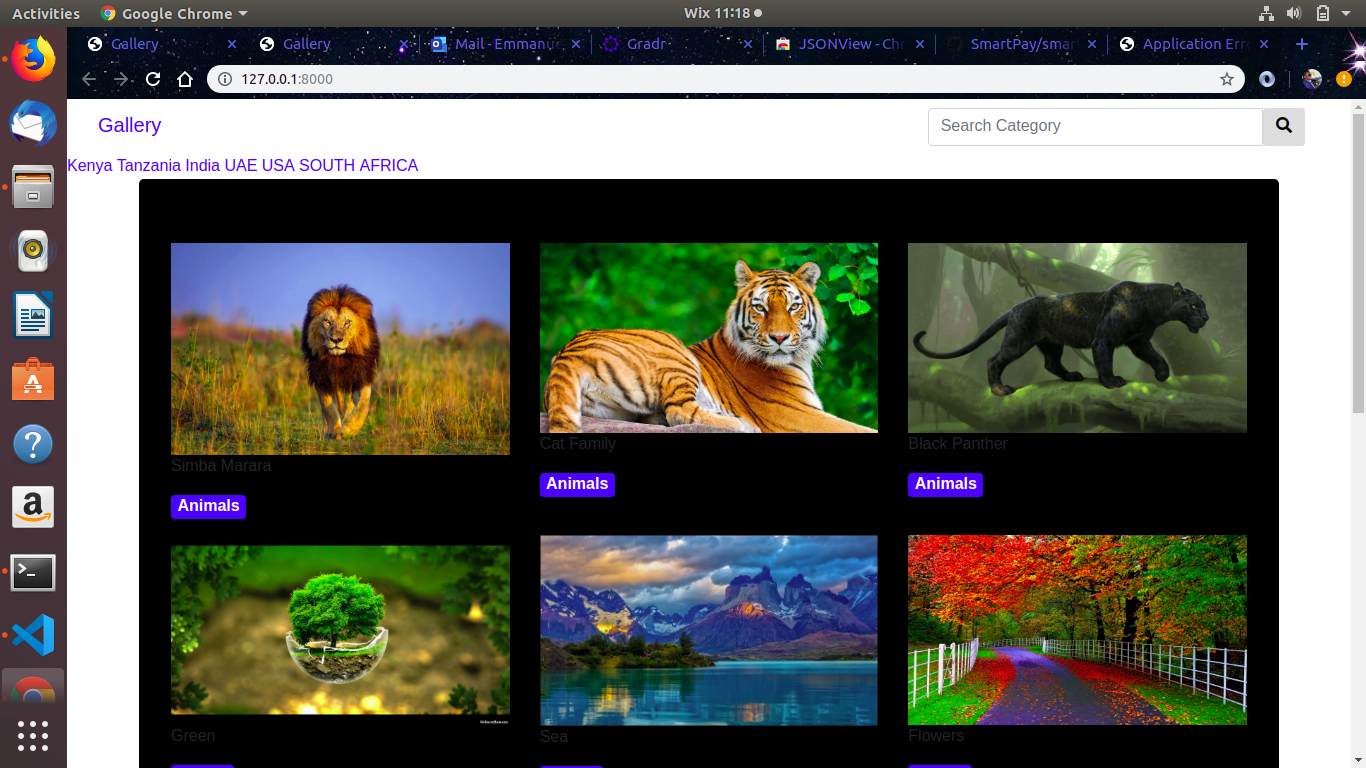 Activities Google Chrome Wix 11:18
Gallery Gallery Mail - Emmanue Gradr JSONView - Chr SmartPay/smar Application Erro
127.0.0.1:8000
Gallery Search Category
Kenya Tanzania India UAE USA SOUTH AFRICA
Simba Marara
Cat Family
Black Panther
Animals
Animals
Animals
Green
Sea
Flowers